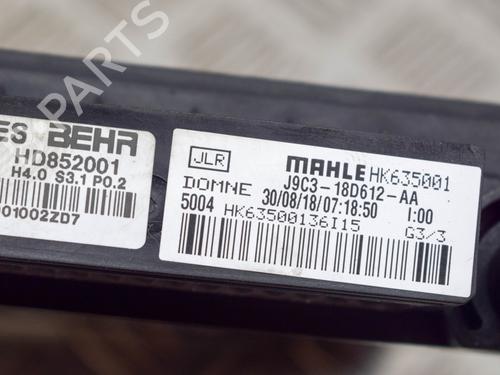 PARTS
ES BEHR
HD852001
H4.0 S3.1 P0.2
01002ZD7
JLR
MAHLE HK635001
DOMNE J9C3-18D612-AA
5004 30/08/18/07:18:50 1:00
HK63500136I15 G3/3